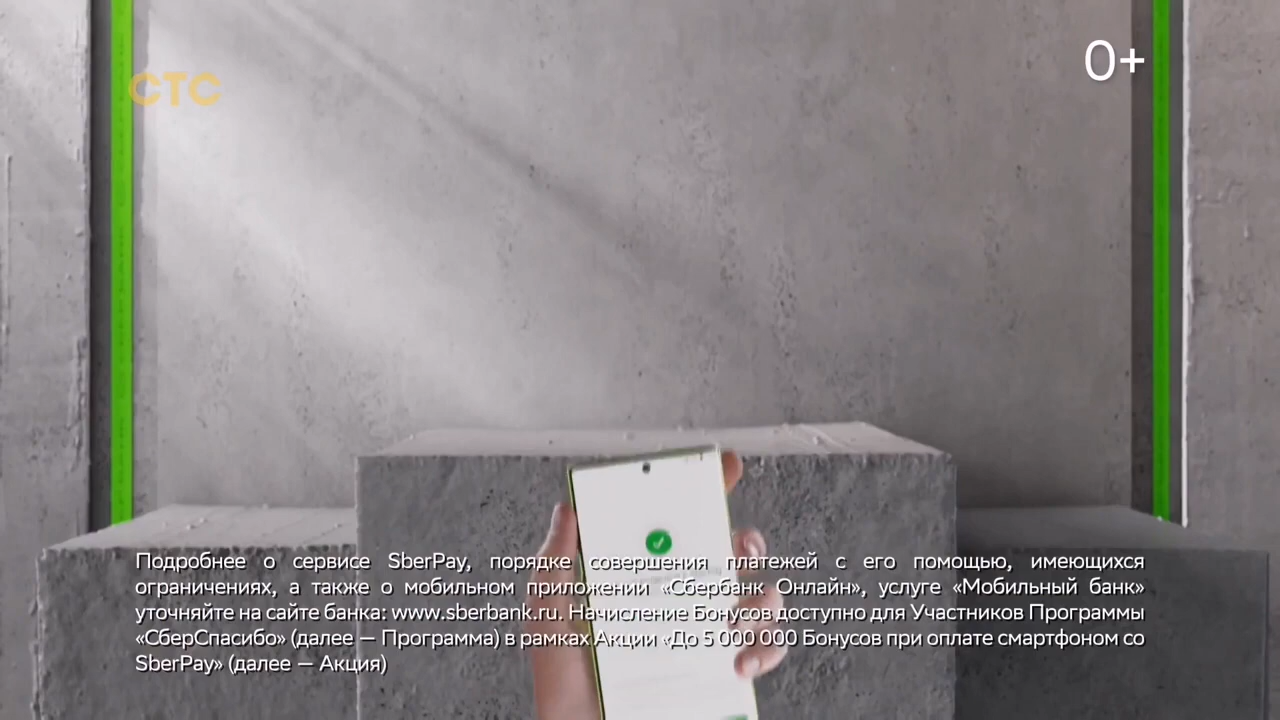 СТС
0+
Подробнее о сервисе SberPay, порядке совершения платежей с его помощью, имеющихся
ограничениях, а также о мобильном приложении «Сбербанк Онлайн», услуге «Мобильный банк»
уточняйте на сайте банка: www.sberbank.ru. Начисление Бонусов доступно для Участников Программы
«СберСпасибо» (далее — Программа) в рамках Акции «До 5 000 000 Бонусов при оплате смартфоном со
SberPay» (далее — Акция)